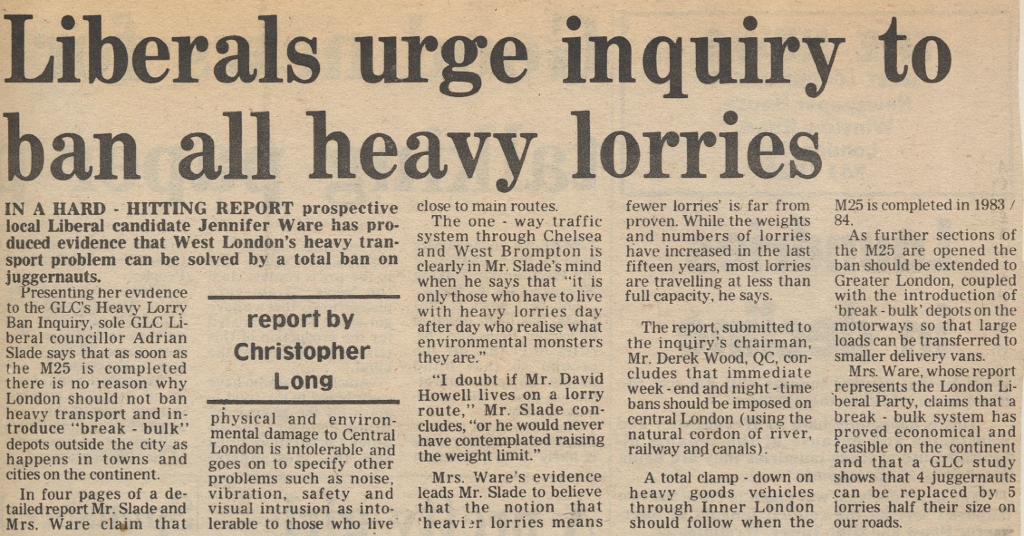 Liberals urge inquiry to
ban all heavy lorries
IN A HARD - HITTING REPORT prospective
local Liberal candidate Jennifer Ware has pro-
duced evidence that West London's heavy tran-
sport problem can be solved by a total ban on
juggernauts.
Presenting her evidence
to the GLC's Heavy Lorry
Ban Inquiry, sole GLC Li-
beral councillor Adrian
Slade says that as soon as
the M25 is completed
there is no reason why
London should not ban
heavy transport and in-
troduce "break - bulk"
depots outside the city as
happens in towns and
cities on the continent.
In four pages of a de-
tailed report Mr. Slade and
Mrs. Ware claim that
report by
Christopher
Long
physical and environ-
mental damage to Central
London is intolerable and
goes on to specify other
problems such as noise,
vibration, safety and
visual intrusion as into-
lerable to those who live
close to main routes.
The one - way traffic
system through Chelsea
and West Brompton is
clearly in Mr. Slade's mind
when he says that "it is
only those who have to live
with heavy lorries day
after day who realise what
environmental monsters
they are."
"I doubt if Mr. David
Howell lives on a lorry
route," Mr. Slade con-
cludes, "or he would never
have contemplated raising
the weight limit."
Mrs. Ware's evidence
leads Mr. Slade to believe
that the notion that
'heavier lorries means
fewer lorries' is far from
proven. While the weights
and numbers of lorries
have increased in the last
fifteen years, most lorries
are travelling at less than
full capacity, he says.
The report, submitted to
the inquiry's chairman,
Mr. Derek Wood, QC, con-
cludes that immediate
week - end and night - time
bans should be imposed on
central London (using the
natural cordon of river,
railway and canals).
A total clamp - down on
heavy goods vehicles
through Inner London
should follow when the
M25 is completed in 1983 /
84.
As further sections of
the M25 are opened the
ban should be extended to
Greater London, coupled
with the introduction of
'break - bulk' depots on the
motorways so that large
loads can be transferred to
smaller delivery vans.
Mrs. Ware, whose report
represents the London Li-
beral Party, claims that a
break - bulk system has
proved economical and
feasible on the continent
and that a GLC study
shows that 4 juggernauts
can be replaced by 5
lorries half their size on
our roads.